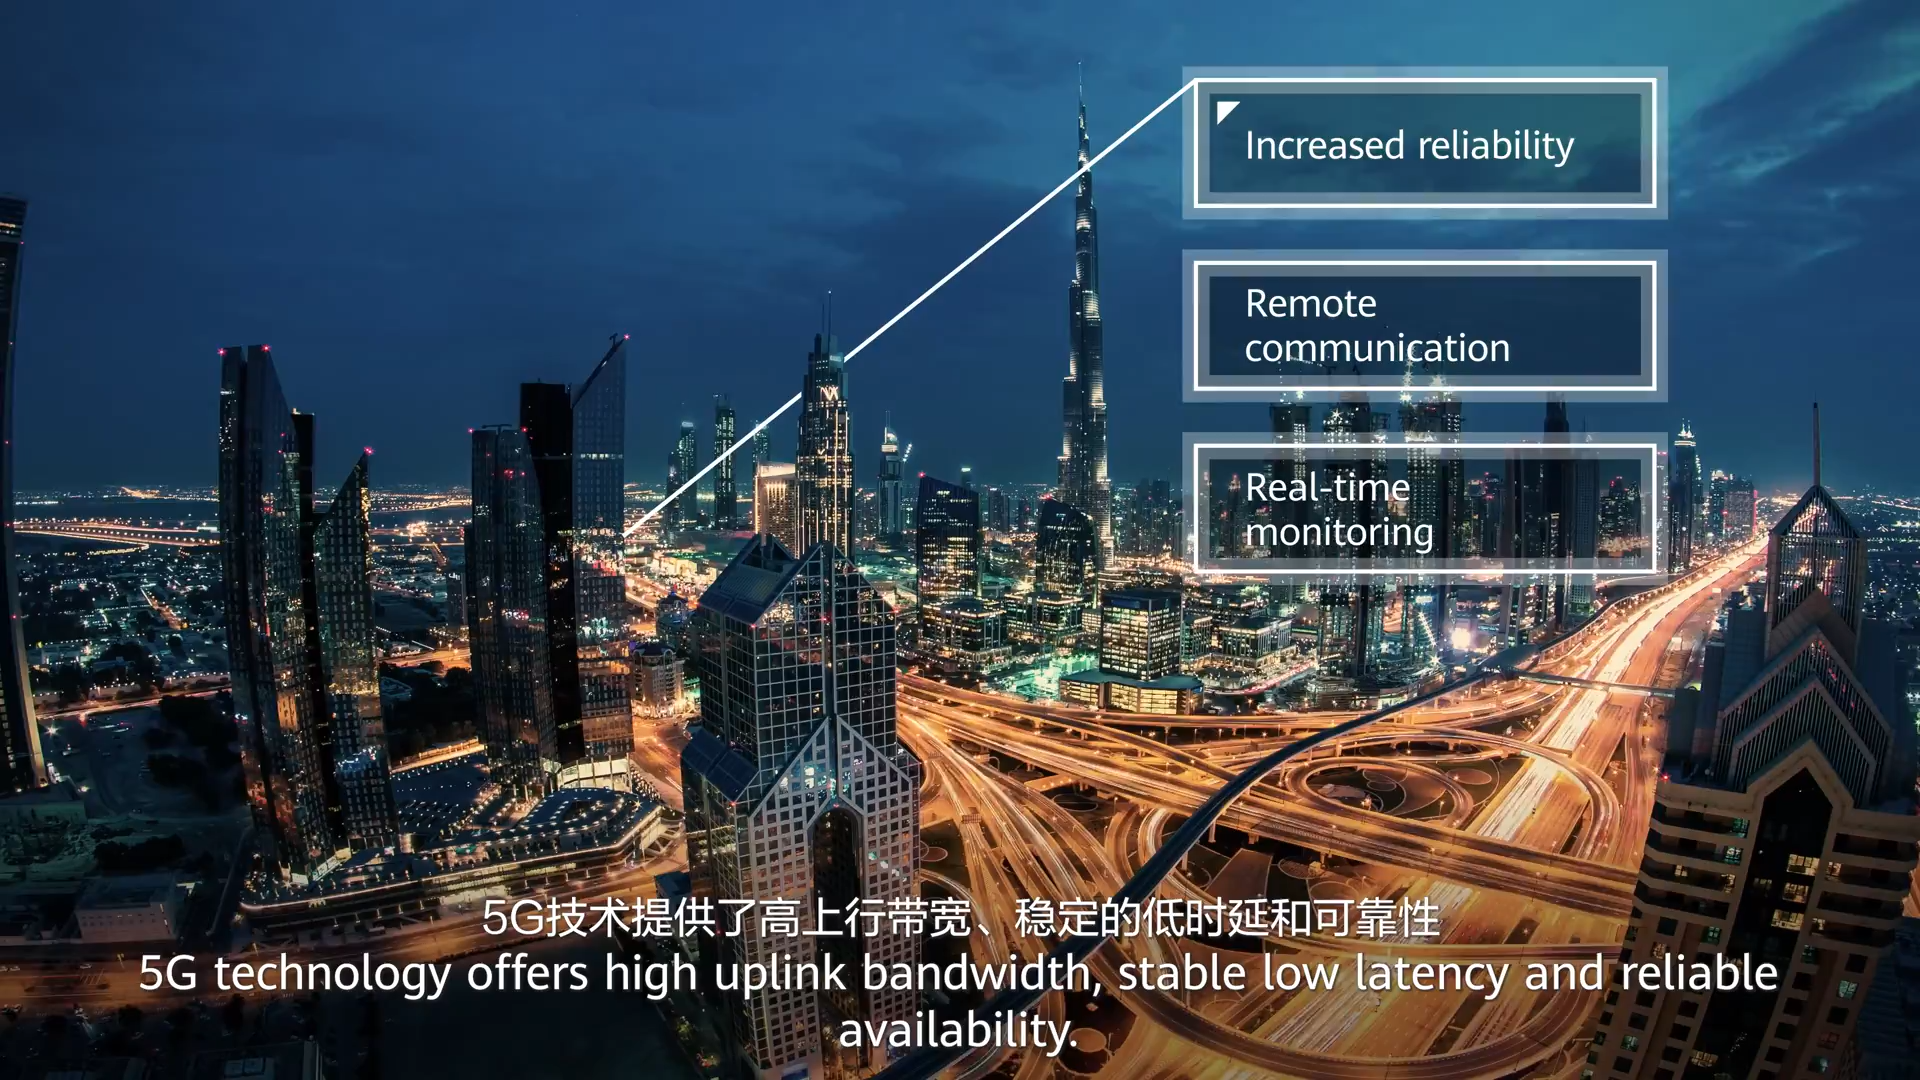 Increased reliability
Remote
communication
Real-time
monitoring
5G技术提供了高上行带宽、稳定的低时延和可靠性
5G technology offers high uplink bandwidth, stable low latency and reliable
availability.